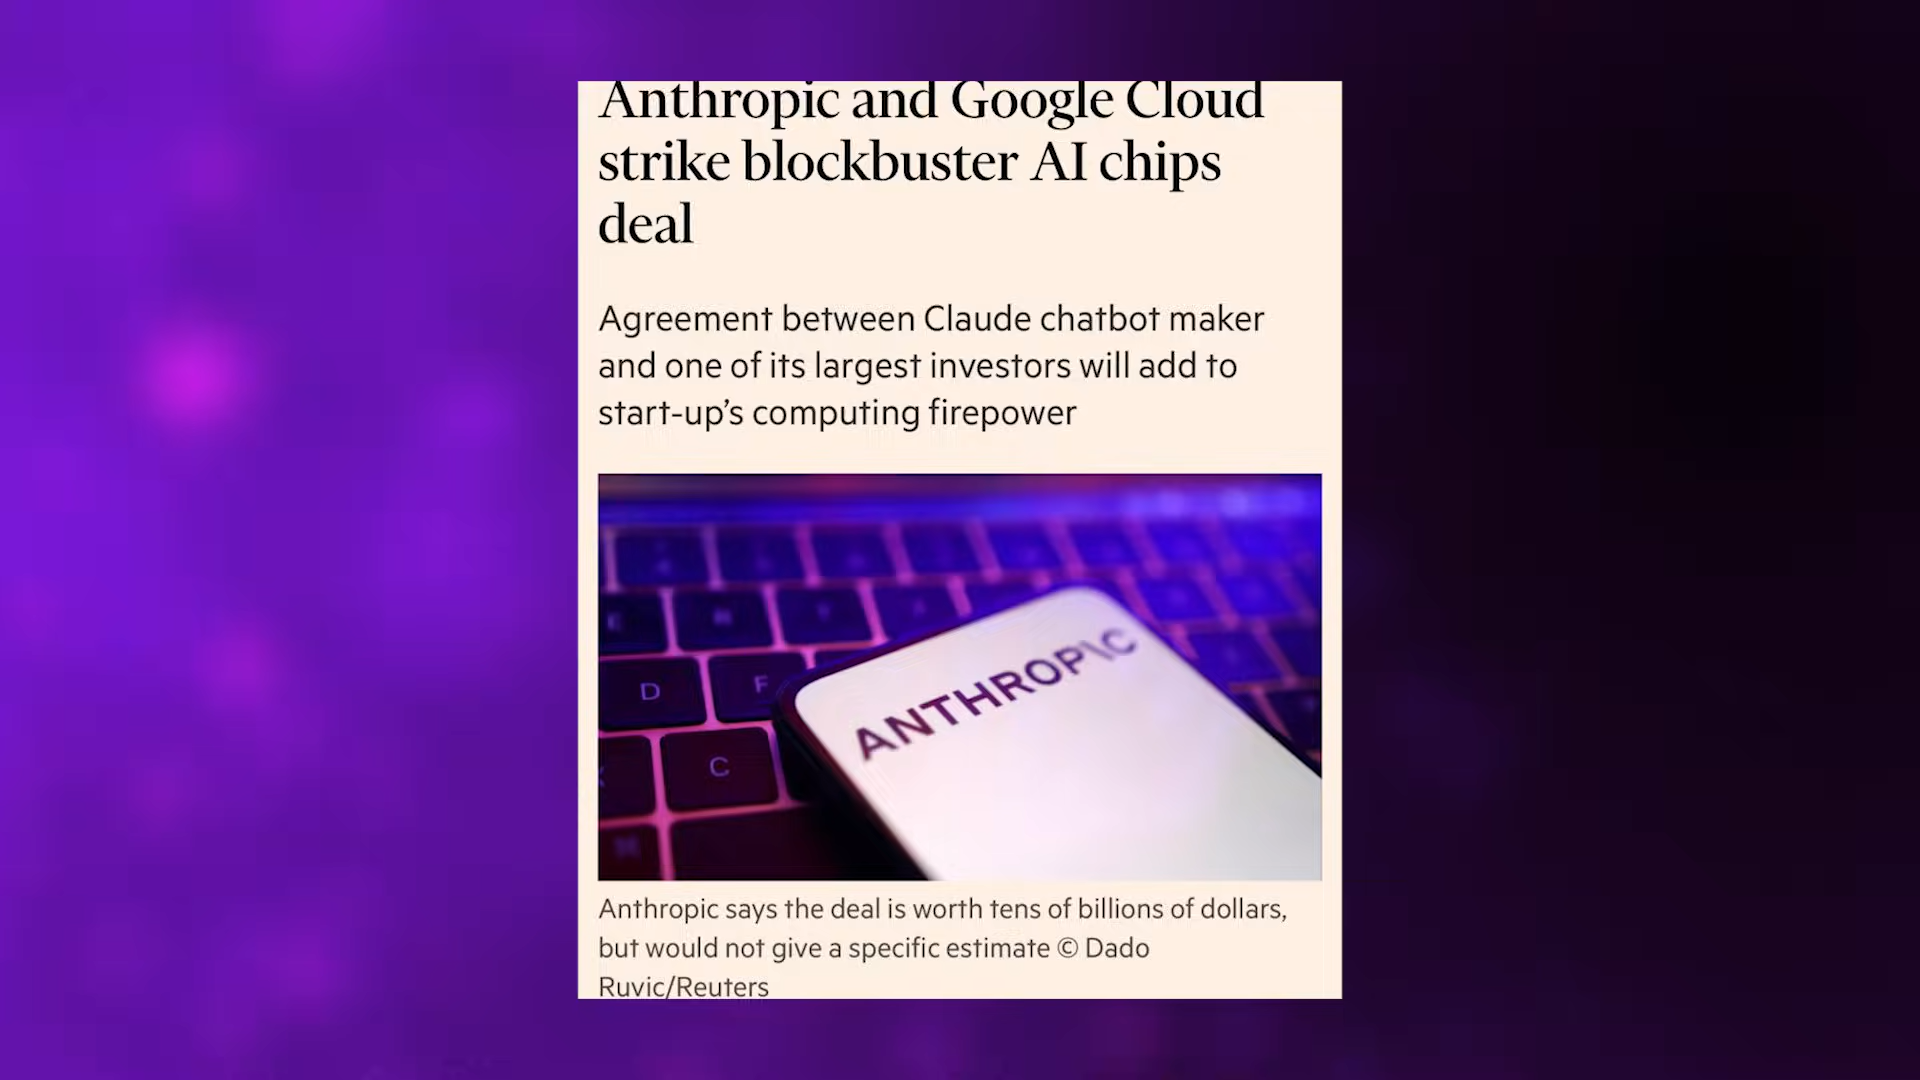 Anthropic and Google Cloud
strike blockbuster AI chips
deal
Agreement between Claude chatbot maker
and one of its largest investors will add to
start-up’s computing firepower
D
F
C
ANTHROP\C
Anthropic says the deal is worth tens of billions of dollars,
but would not give a specific estimate © Dado
Ruvic/Reuters